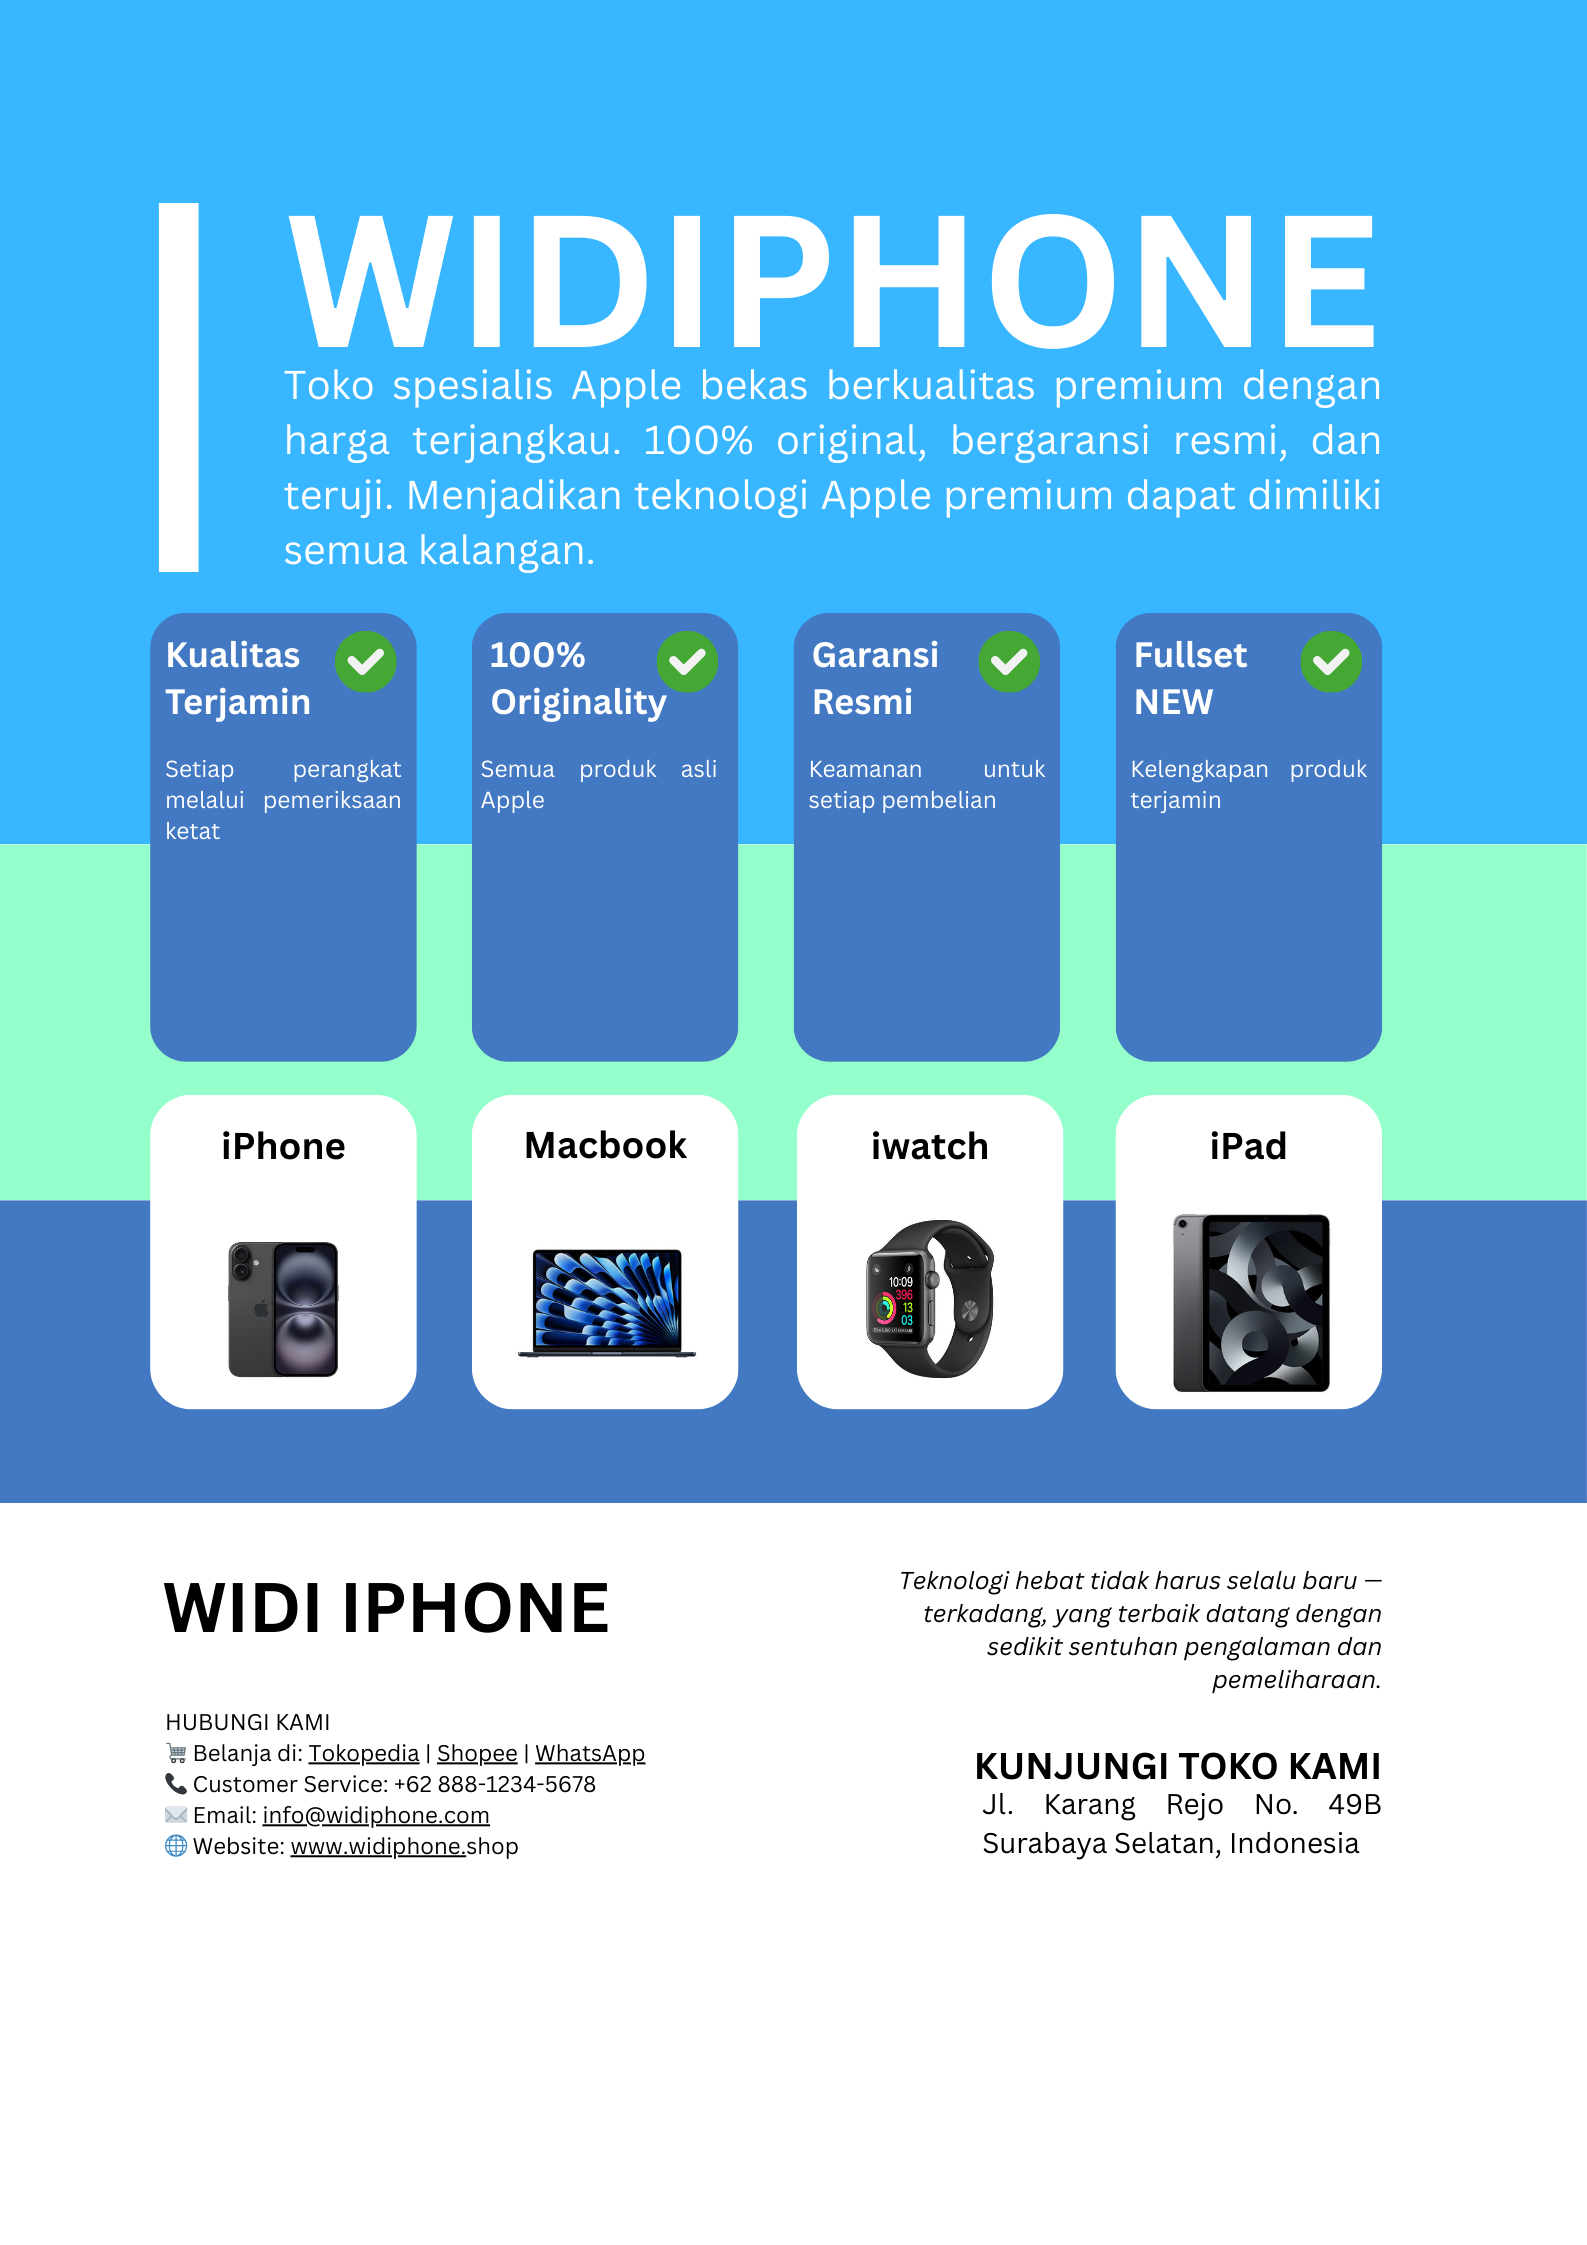 WIDIPHONE
Toko spesialis Apple bekas berkualitas premium dengan
harga terjangkau. 100% original, bergaransi resmi, dan
teruji. Menjadikan teknologi Apple premium dapat dimiliki
semua kalangan.
Kualitas
Terjamin
Setiap perangkat
melalui pemeriksaan
ketat
100%
Originality
Semua produk asli
Apple
Garansi
Resmi
Keamanan untuk
setiap pembelian
Fullset
NEW
Kelengkapan produk
terjamin
iPhone
Macbook
iwatch
10:09
396
13
03
iPad
WIDI IPHONE
HUBUNGI KAMI
Belanja di: Tokopedia | Shopee | WhatsApp
Customer Service: +62 888-1234-5678
Email: info@widiphone.com
Website: www.widiphone.shop
Teknologi hebat tidak harus selalu baru —
terkadang, yang terbaik datang dengan
sedikit sentuhan pengalaman dan
pemeliharaan.
KUNJUNGI TOKO KAMI
Jl. Karang Rejo No. 49B
Surabaya Selatan, Indonesia